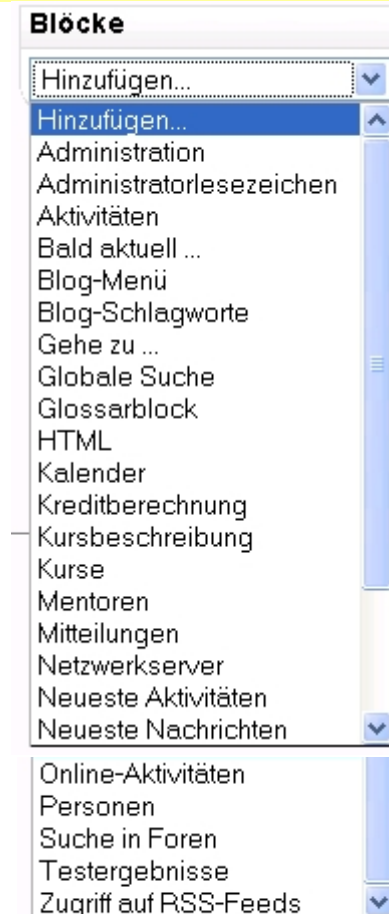 Blöcke
Hinzufügen...
Hinzufügen...
Administration
Administratorlesezeichen
Aktivitäten
Bald aktuell ...
Blog-Menü
Blog-Schlagworte
Gehe zu ...
Globale Suche
Glossarblock
HTML
Kalender
Kreditberechnung
Kursbeschreibung
Kurse
Mentoren
Mitteilungen
Netzwerkserver
Neueste Aktivitäten
Neueste Nachrichten
Online-Aktivitäten
Personen
Suche in Foren
Testergebnisse
Zugriff auf RSS-Feeds